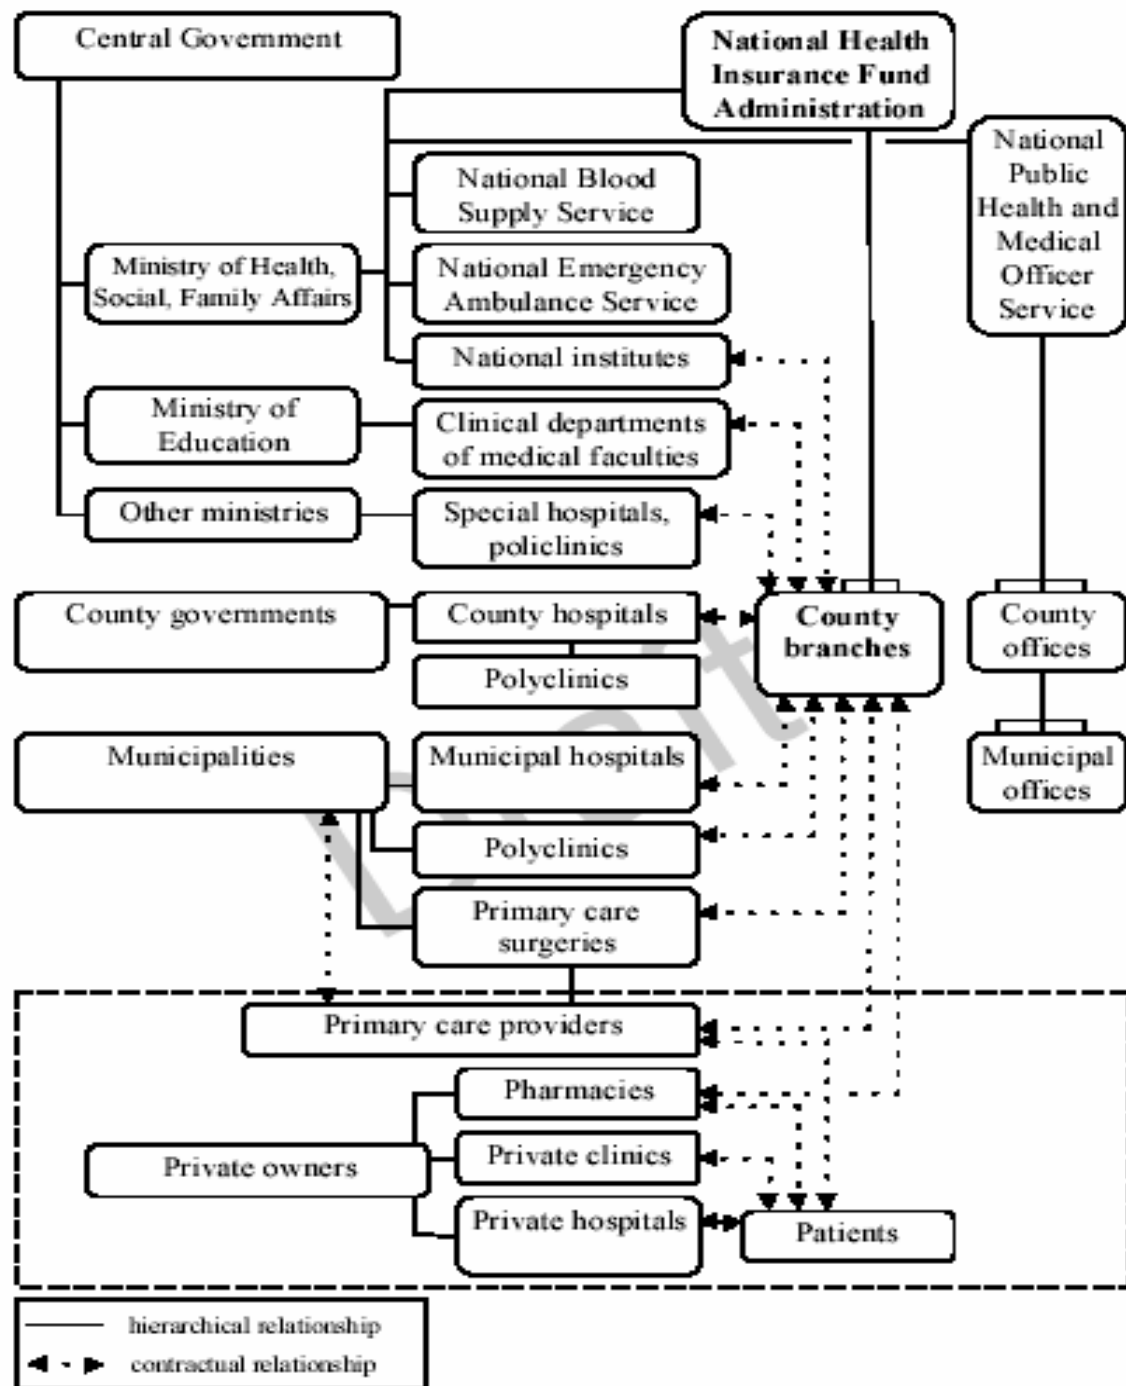 Central Government
National Health
Insurance Fund
Administration
National
Public
Health and
Medical
Officer
Service
National Blood
Supply Service
Ministry of Health,
Social, Family Affairs
National Emergency
Ambulance Service
National institutes
Ministry of
Education
Clinical departments
of medical faculties
Other ministries
Special hospitals,
policlinics
County governments
County hospitals
County
branches
County
offices
Polyclinics
Municipalities
Municipal hospitals
Municipal
offices
Polyclinics
Primary care
surgeries
Draft
Primary care providers
Pharmacies
Private owners
Private clinics
Private hospitals
Patients
hierarchical relationship
contractual relationship